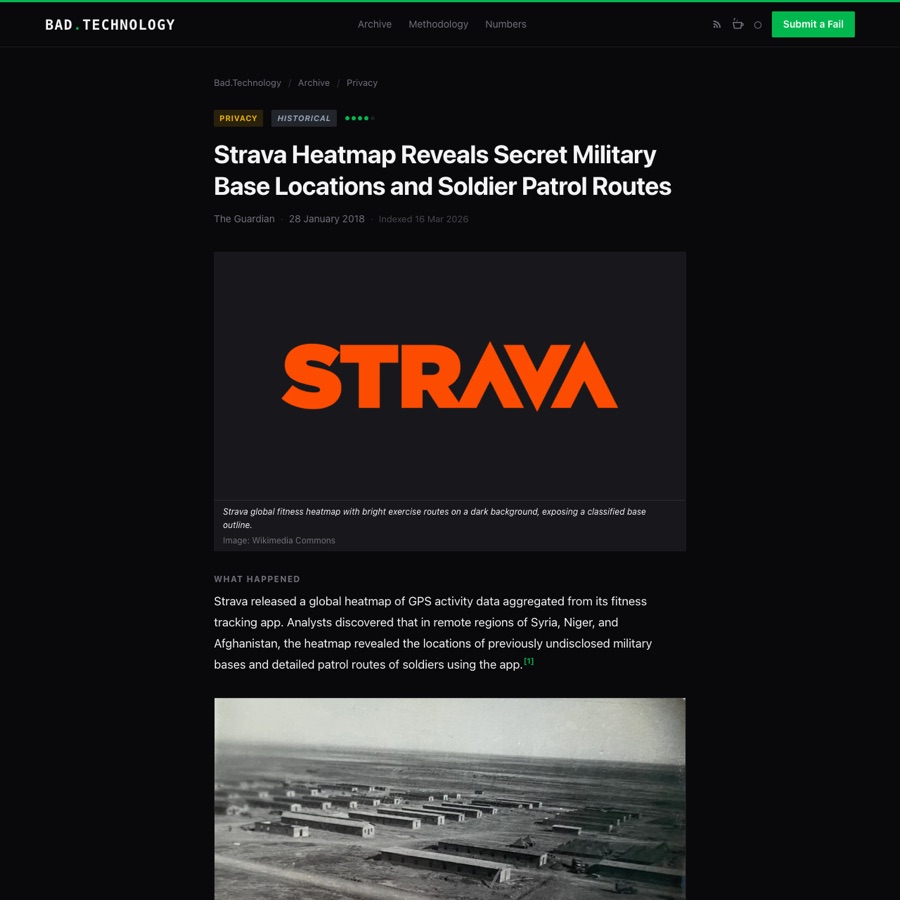 BAD.TECHNOLOGY
Archive Methodology Numbers
Submit a Fail
Bad.Technology / Archive / Privacy
PRIVACY HISTORICAL
Strava Heatmap Reveals Secret Military
Base Locations and Soldier Patrol Routes
The Guardian · 28 January 2018 · Indexed 16 Mar 2026
STRAVA
Strava global fitness heatmap with bright exercise routes on a dark background, exposing a classified base
outline.
Image: Wikimedia Commons
WHAT HAPPENED
Strava released a global heatmap of GPS activity data aggregated from its fitness
tracking app. Analysts discovered that in remote regions of Syria, Niger, and
Afghanistan, the heatmap revealed the locations of previously undisclosed military
bases and detailed patrol routes of soldiers using the app.[1]